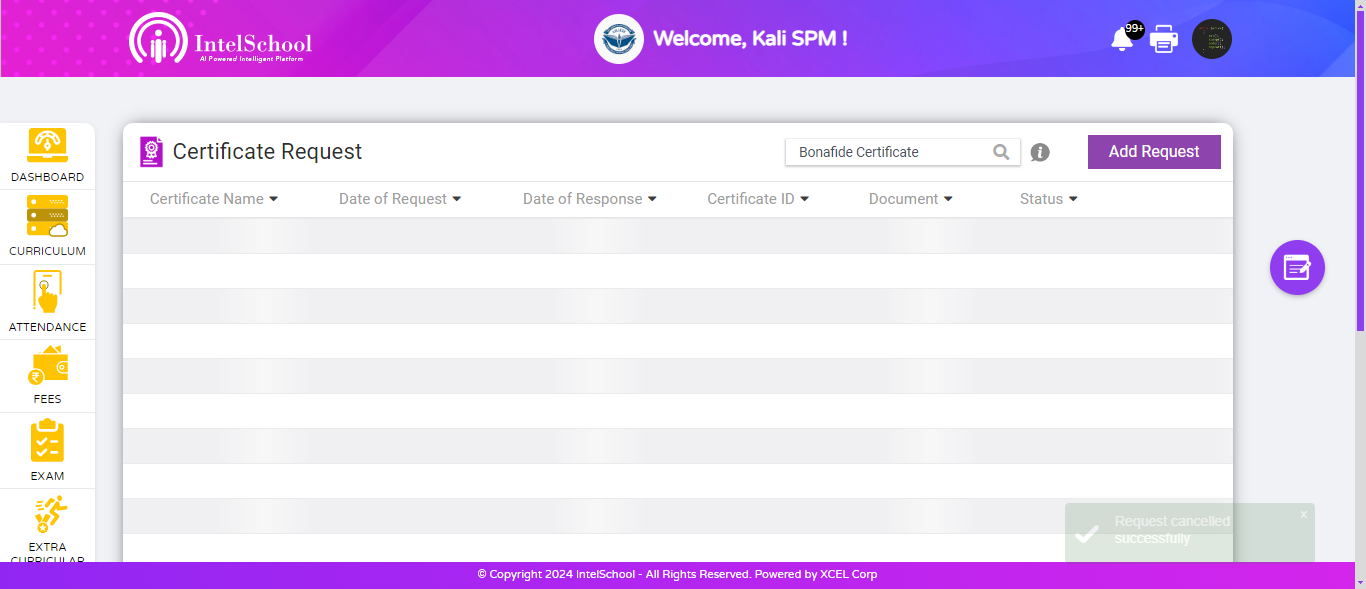 IntelSchool
AI Powered Intelligent Platform
Welcome, Kali SPM !
99+
DASHBOARD
CURRICULUM
ATTENDANCE
FEES
EXAM
EXTRA
CURRICULAR
Certificate Request
Bonafide Certificate
Add Request
Certificate Name
Date of Request
Date of Response
Certificate ID
Document
Status
Request cancelled
successfully
x
© Copyright 2024 IntelSchool - All Rights Reserved. Powered by XCEL Corp